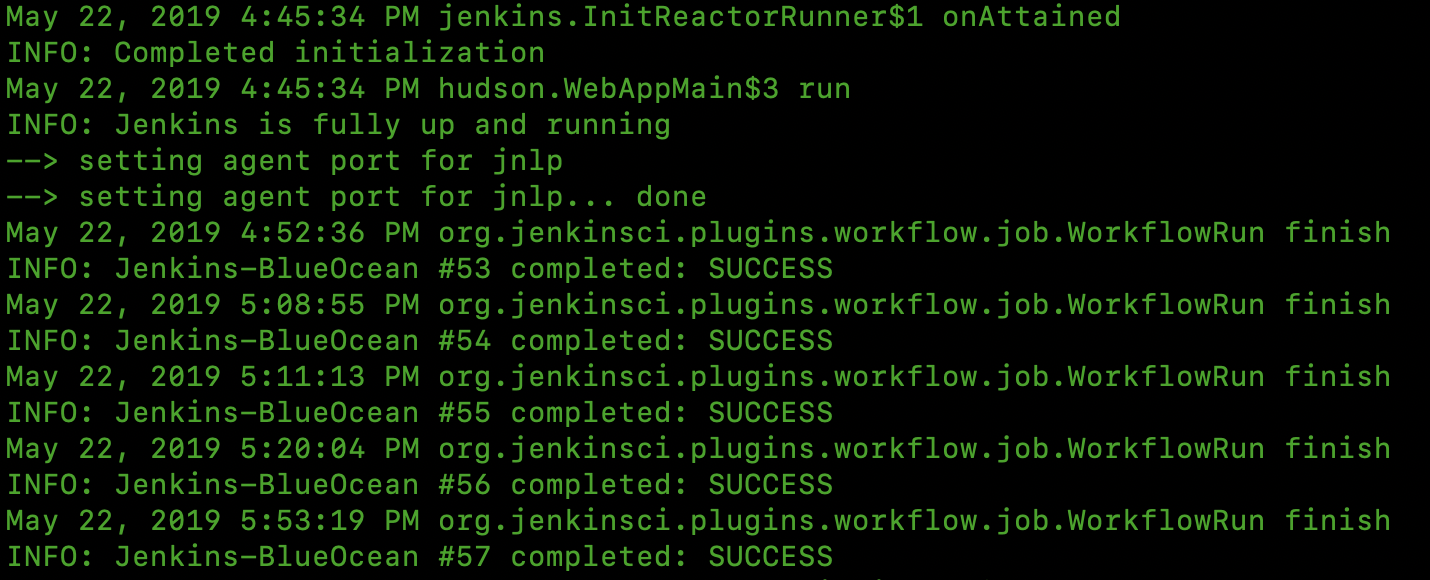 May 22, 2019 4:45:34 PM jenkins.InitReactorRunner$1 onAttained
INFO: Completed initialization
May 22, 2019 4:45:34 PM hudson.WebAppMain$3 run
INFO: Jenkins is fully up and running
--> setting agent port for jnlp
--> setting agent port for jnlp... done
May 22, 2019 4:52:36 PM org.jenkinsci.plugins.workflow.job.WorkflowRun finish
INFO: Jenkins-BlueOcean #53 completed: SUCCESS
May 22, 2019 5:08:55 PM org.jenkinsci.plugins.workflow.job.WorkflowRun finish
INFO: Jenkins-BlueOcean #54 completed: SUCCESS
May 22, 2019 5:11:13 PM org.jenkinsci.plugins.workflow.job.WorkflowRun finish
INFO: Jenkins-BlueOcean #55 completed: SUCCESS
May 22, 2019 5:20:04 PM org.jenkinsci.plugins.workflow.job.WorkflowRun finish
INFO: Jenkins-BlueOcean #56 completed: SUCCESS
May 22, 2019 5:53:19 PM org.jenkinsci.plugins.workflow.job.WorkflowRun finish
INFO: Jenkins-BlueOcean #57 completed: SUCCESS